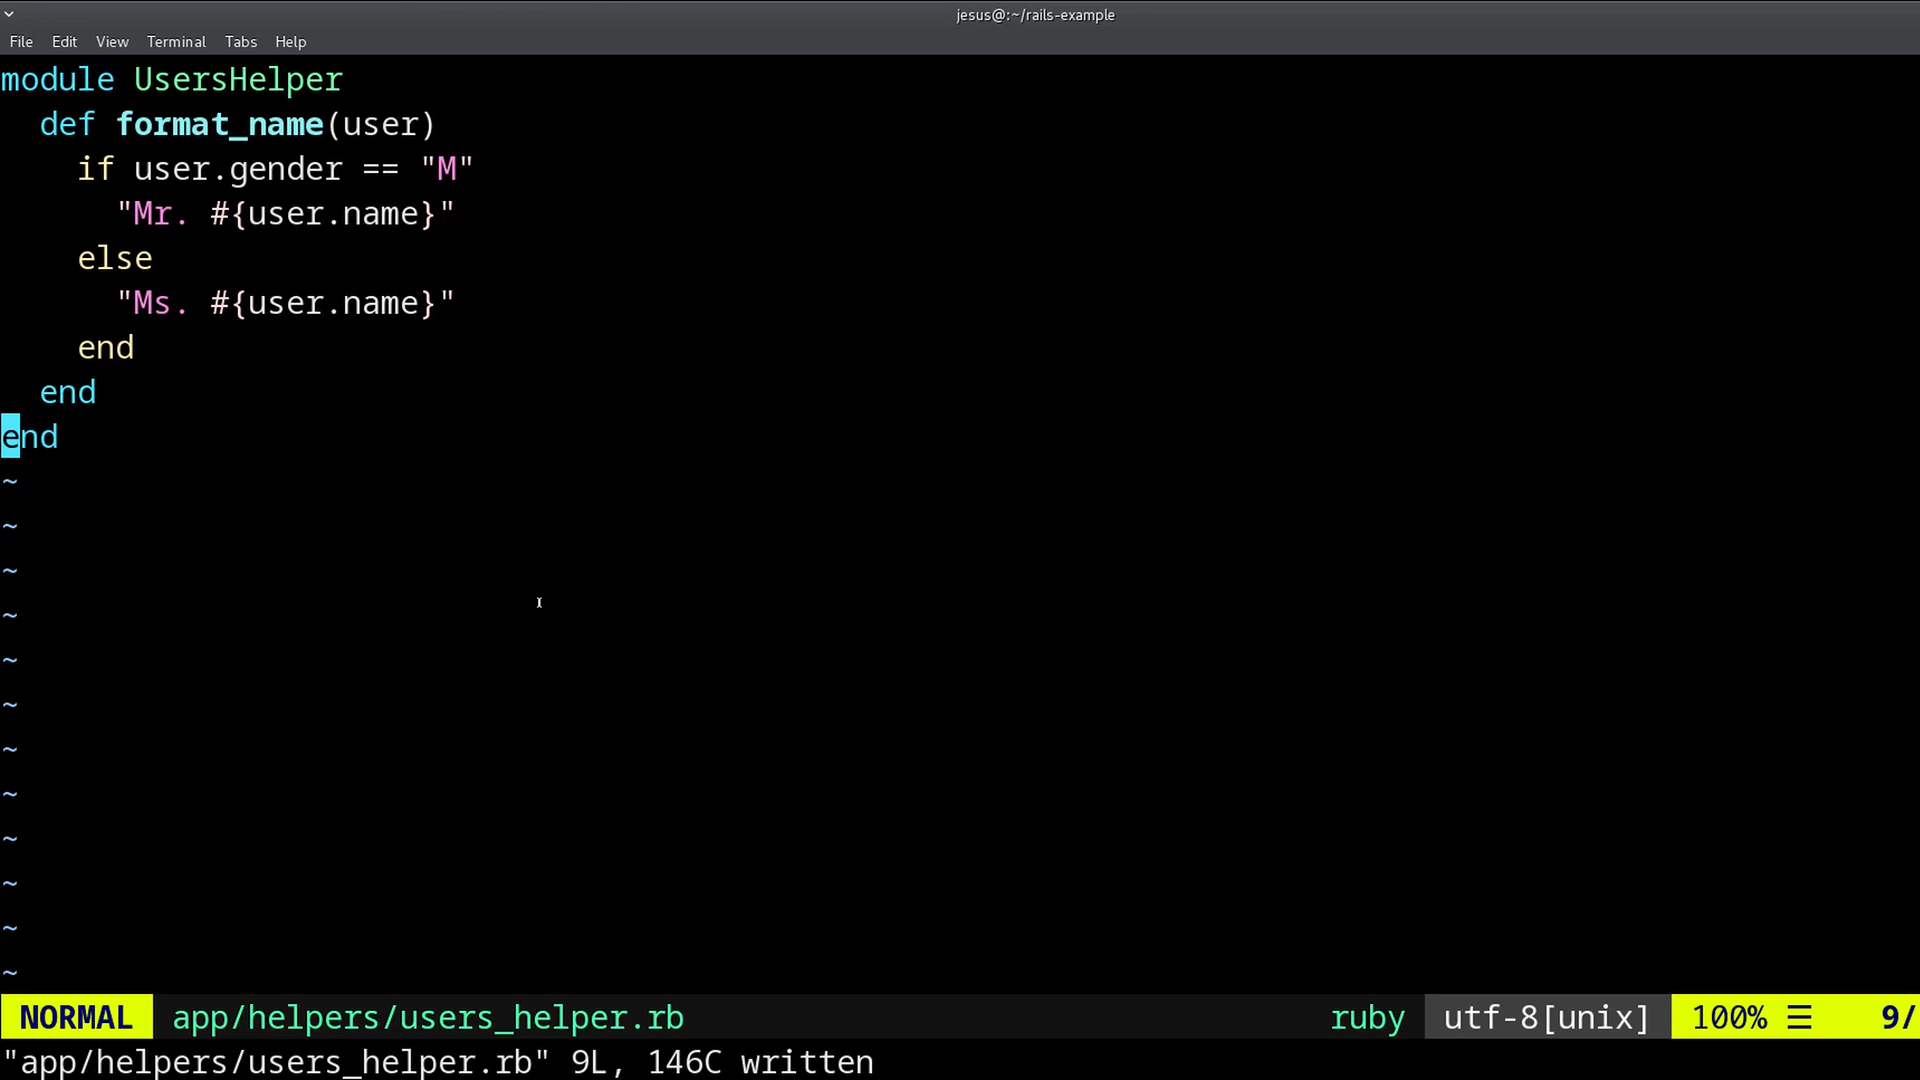 jesus@:~/rails-example
File Edit View Terminal Tabs Help
module UsersHelper
  def format_name(user)
    if user.gender == "M"
      "Mr. #{user.name}"
    else
      "Ms. #{user.name}"
    end
  end
end
~
~
~
~
~
~
~
~
~
~
~
~
NORMAL app/helpers/users_helper.rb ruby utf-8[unix] 100% ☰ 9/
"app/helpers/users_helper.rb" 9L, 146C written